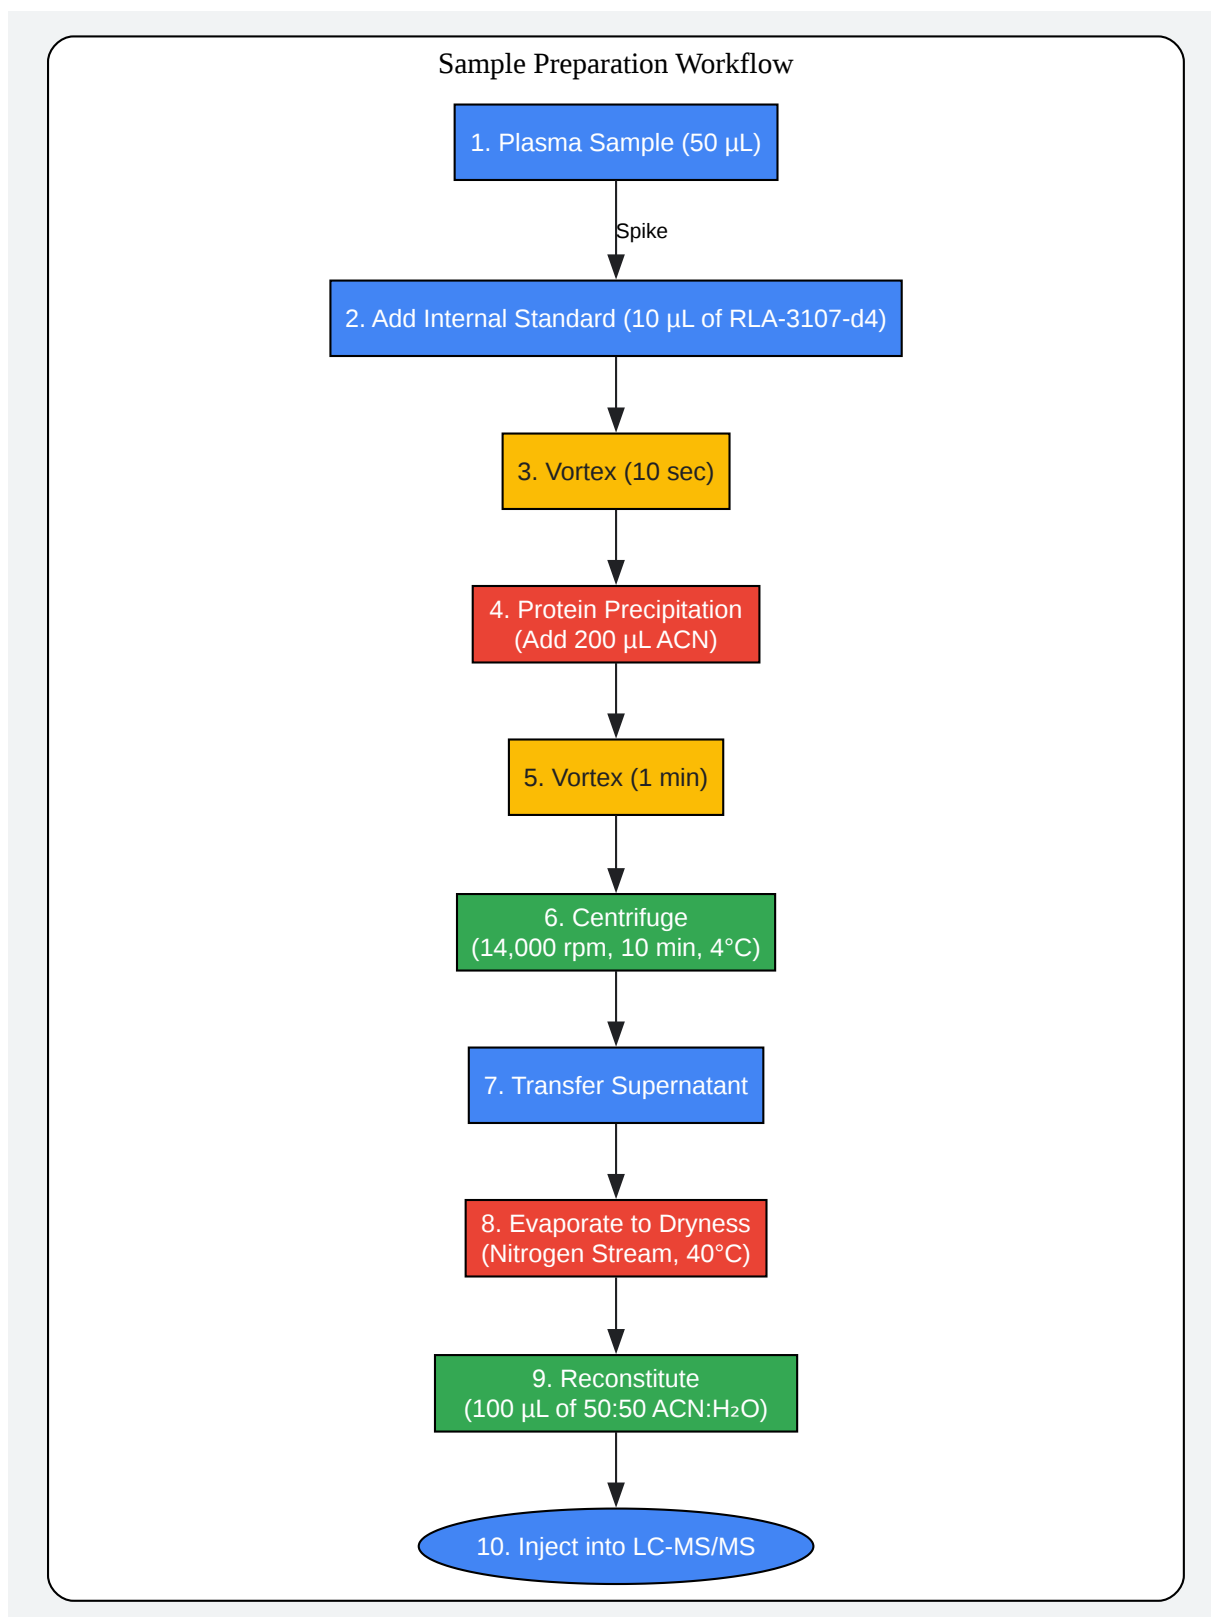 Sample Preparation Workflow
1. Plasma Sample (50 µL)
Spike
2. Add Internal Standard (10 µL of RLA-3107-d4)
3. Vortex (10 sec)
4. Protein Precipitation
(Add 200 µL ACN)
5. Vortex (1 min)
6. Centrifuge
(14,000 rpm, 10 min, 4°C)
7. Transfer Supernatant
8. Evaporate to Dryness
(Nitrogen Stream, 40°C)
9. Reconstitute
(100 µL of 50:50 ACN:H₂O)
10. Inject into LC-MS/MS